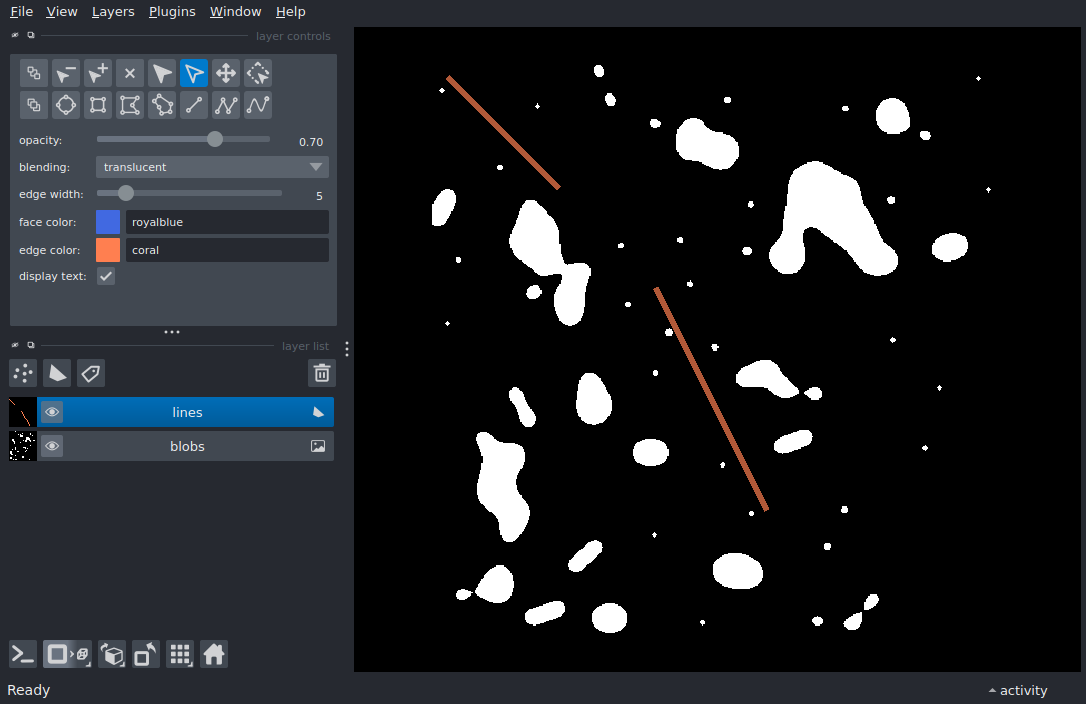 File View Layers Plugins Window Help
layer controls
opacity: 0.70
blending: translucent
edge width: 5
face color: royalblue
edge color: coral
display text:
layer list
lines
blobs
Ready
activity